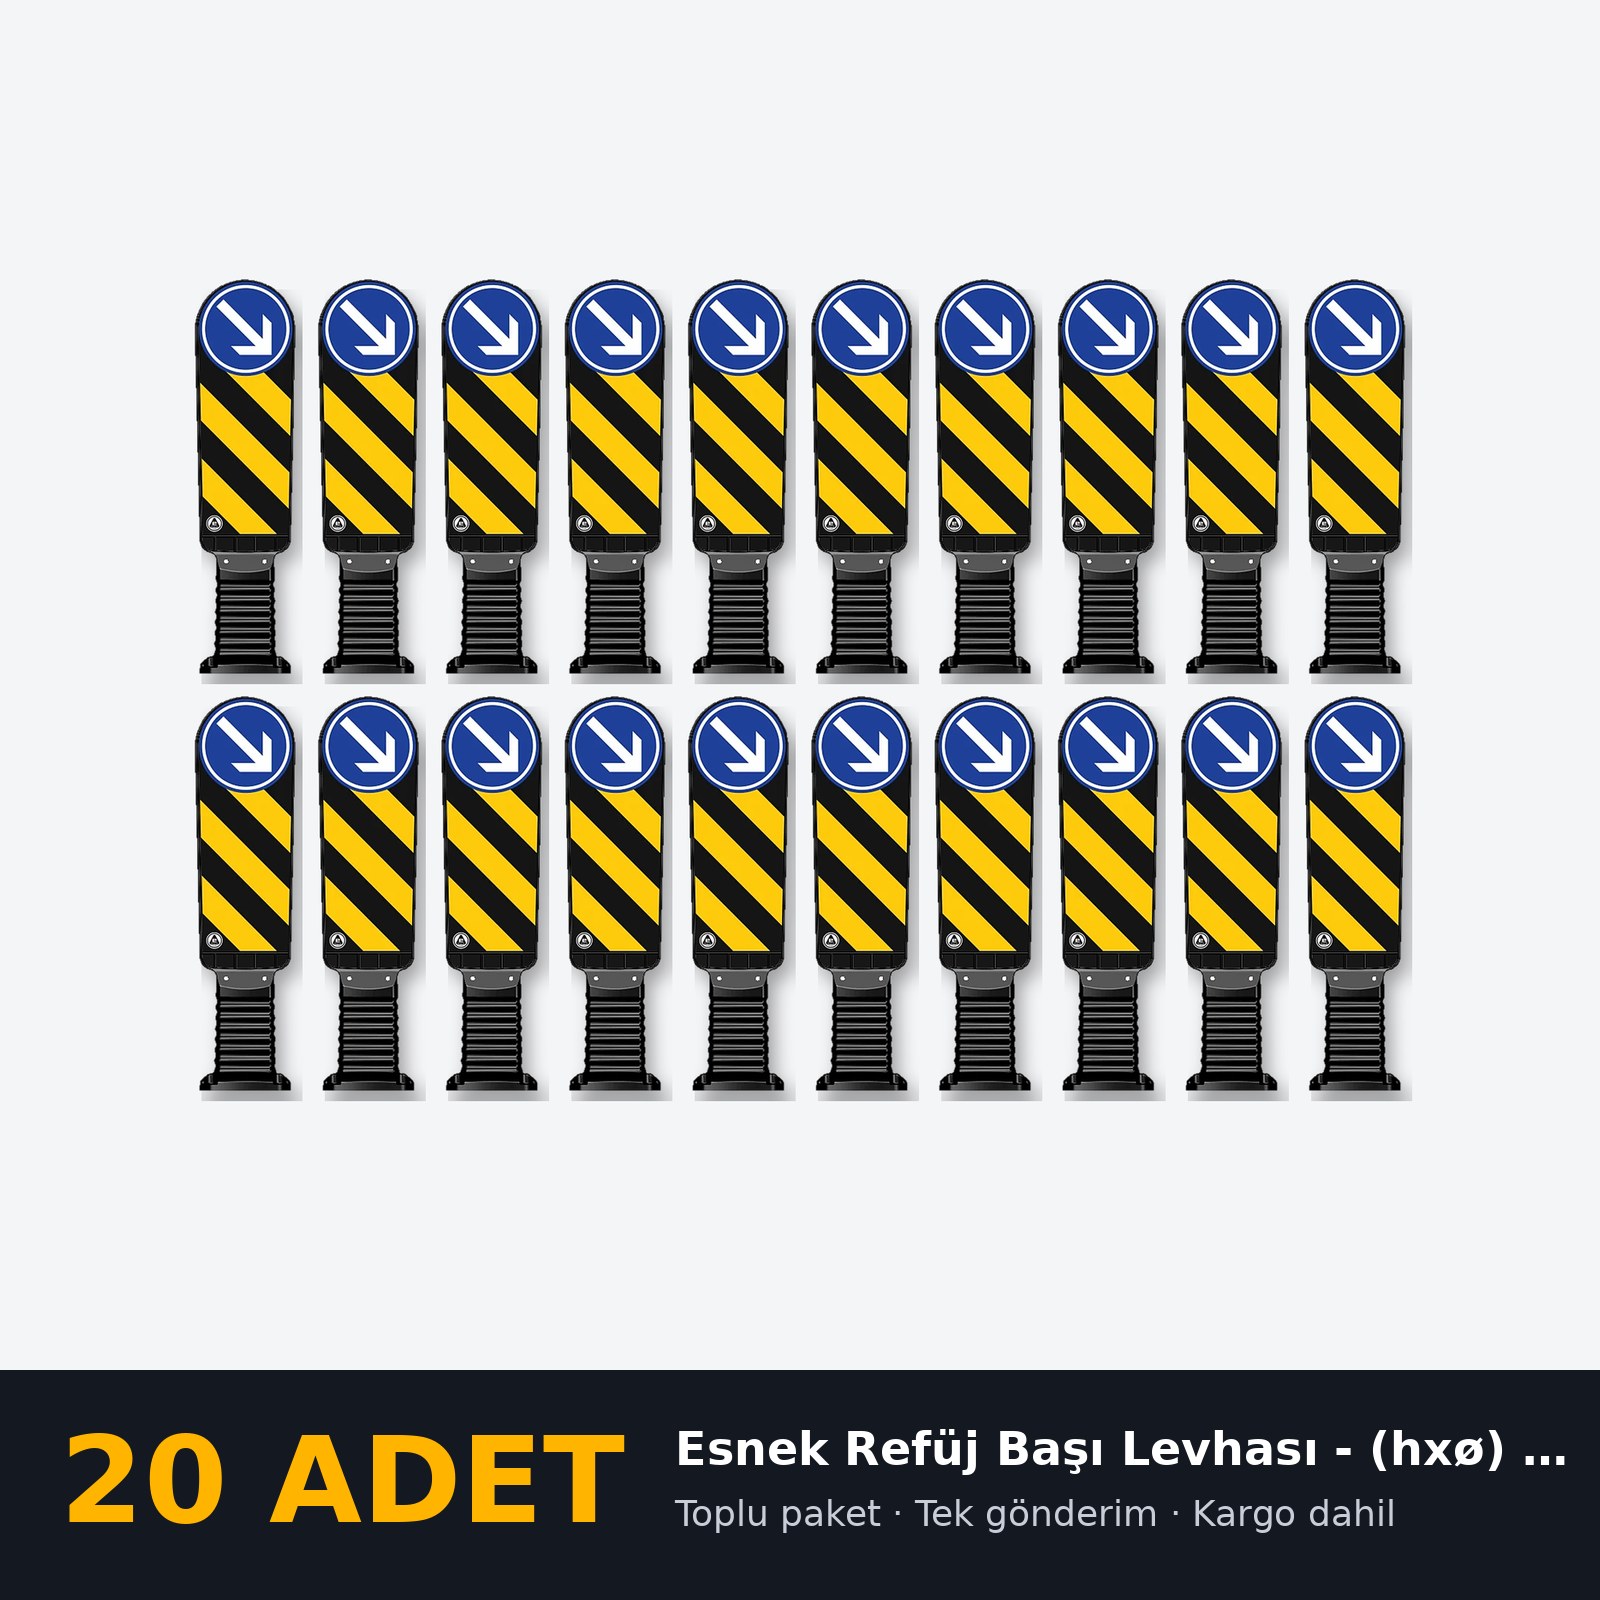 20 ADET
Esnek Refüj Başı Levhası - (hxø) ...
Toplu paket · Tek gönderim · Kargo dahil